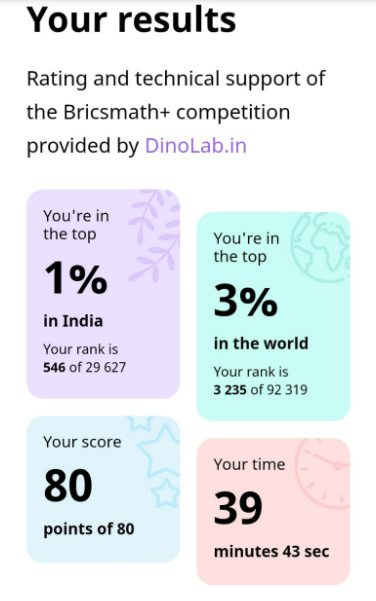 Your results
Rating and technical support of
the Bricsmath+ competition
provided by DinoLab.in
You're in
the top
1%
in India
Your rank is
546 of 29 627
You're in
the top
3%
in the world
Your rank is
3 235 of 92 319
Your score
80
points of 80
Your time
39
minutes 43 sec